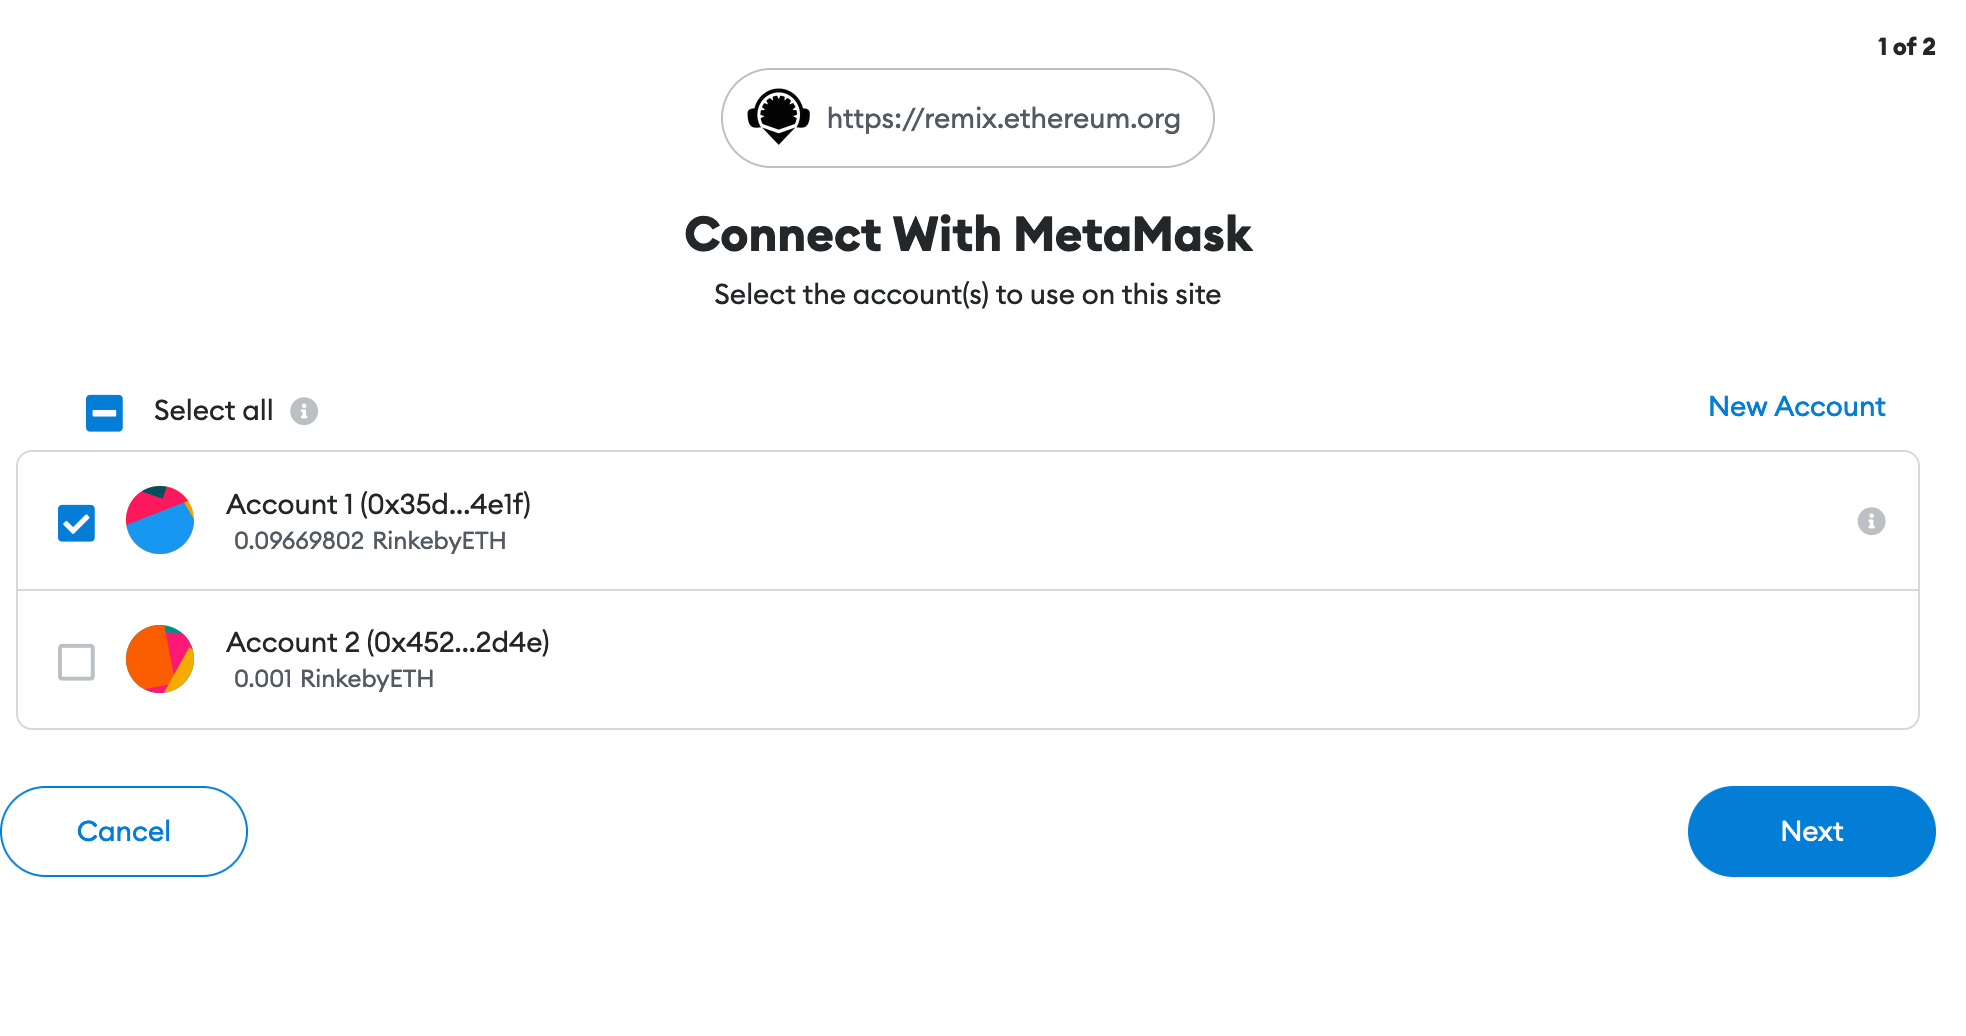 1 of 2
https://remix.ethereum.org
Connect With MetaMask
Select the account(s) to use on this site
Select all
New Account
Account 1 (0x35d...4e1f)
0.09669802 RinkebyETH
Account 2 (0x452...2d4e)
0.001 RinkebyETH
Cancel
Next